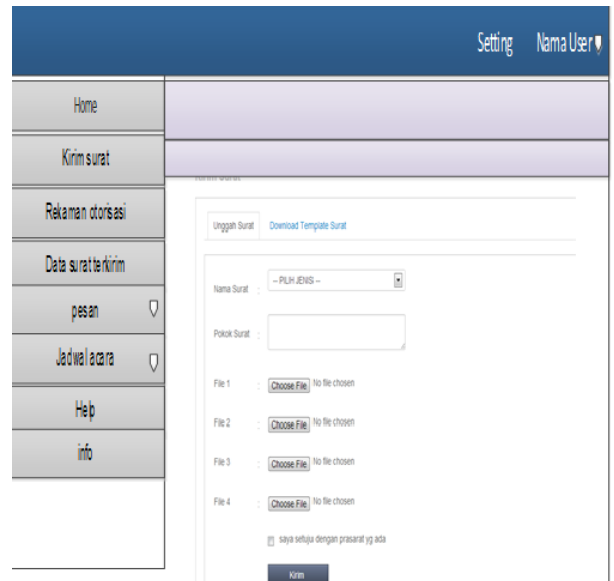 Setting Nama User
Home
Kirim surat
Rekaman otorisasi
Data surat terkirim
pesan
Jadwal acara
Help
info
Kirim Surat
Unggah Surat Download Template Surat
Nama Surat : -- PILIH JENIS --
Pokok Surat :
File 1 : Choose File No file chosen
File 2 : Choose File No file chosen
File 3 : Choose File No file chosen
File 4 : Choose File No file chosen
saya setuju dengan prasarat yg ada
Kirim